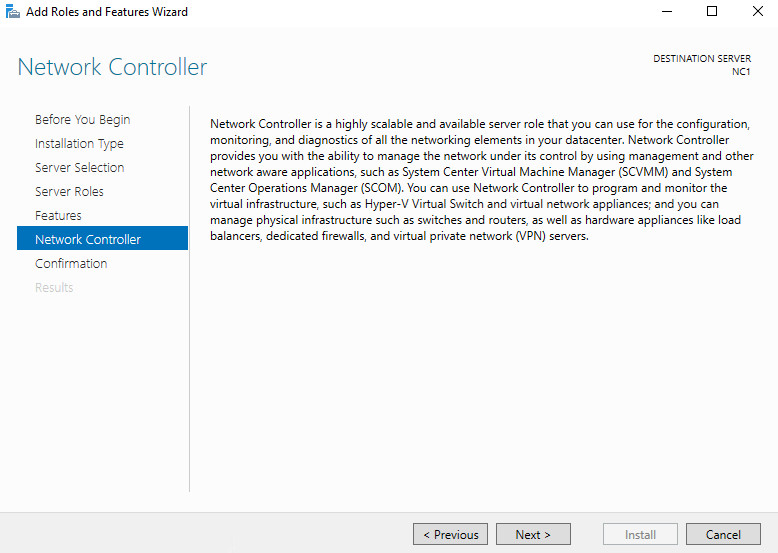 Add Roles and Features Wizard
Network Controller
DESTINATION SERVER
NC1
Before You Begin
Installation Type
Server Selection
Server Roles
Features
Network Controller
Confirmation
Results
Network Controller is a highly scalable and available server role that you can use for the configuration,
monitoring, and diagnostics of all the networking elements in your datacenter. Network Controller
provides you with the ability to manage the network under its control by using management and other
network aware applications, such as System Center Virtual Machine Manager (SCVMM) and System
Center Operations Manager (SCOM). You can use Network Controller to program and monitor the
virtual infrastructure, such as Hyper-V Virtual Switch and virtual network appliances; and you can
manage physical infrastructure such as switches and routers, as well as hardware appliances like load
balancers, dedicated firewalls, and virtual private network (VPN) servers.
< Previous
Next >
Install
Cancel